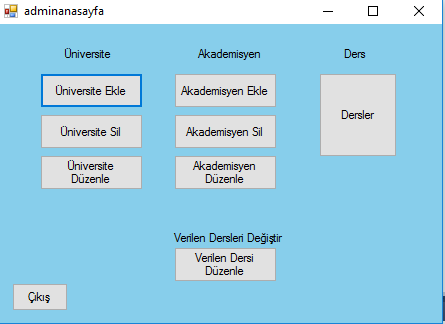 adminanasayfa
Üniversite
Akademisyen
Ders
Üniversite Ekle
Akademisyen Ekle
Dersler
Üniversite Sil
Akademisyen Sil
Üniversite
Düzenle
Akademisyen
Düzenle
Verilen Dersleri Değiştir
Verilen Dersi
Düzenle
Çıkış